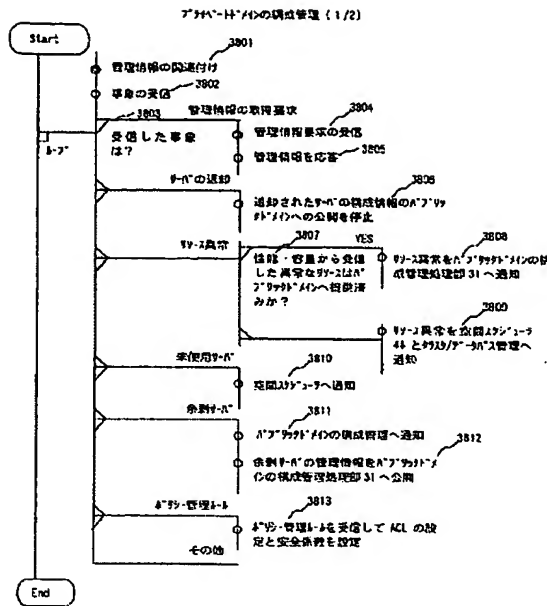 プライベートドメインの構成管理 (1/2)
Start
3801
管理情報の関連付け
3802
事象の受信
3803
管理情報の取得要求
受信した事象
は?
ループ
3804
管理情報要求の受信
3805
管理情報を応答
サーバの返却
3806
返却されたサーバの構成情報のパブリッ
クドメインへの公開を停止
リソース異常
3807
YES
性能・容量から受信
した異常なリソースはパ
ブリックドメインへ提供済
みか?
3808
リソース異常をパブリックドメインの構
成管理処理部 31 へ通知
3809
リソース異常を空間スケジューラ
とクラスタ/データパス管理へ
通知
未使用サーバ
3810
空間スケジューラへ通知
余剰サーバ
3811
パブリックドメインの構成管理へ通知
3812
余剰サーバの管理情報をパブリックドメ
インの構成管理処理部 31 へ公開
ポリシー管理ルール
3813
ポリシー管理ルールを受信して ACL の設
定と安全係数を設定
その他
End